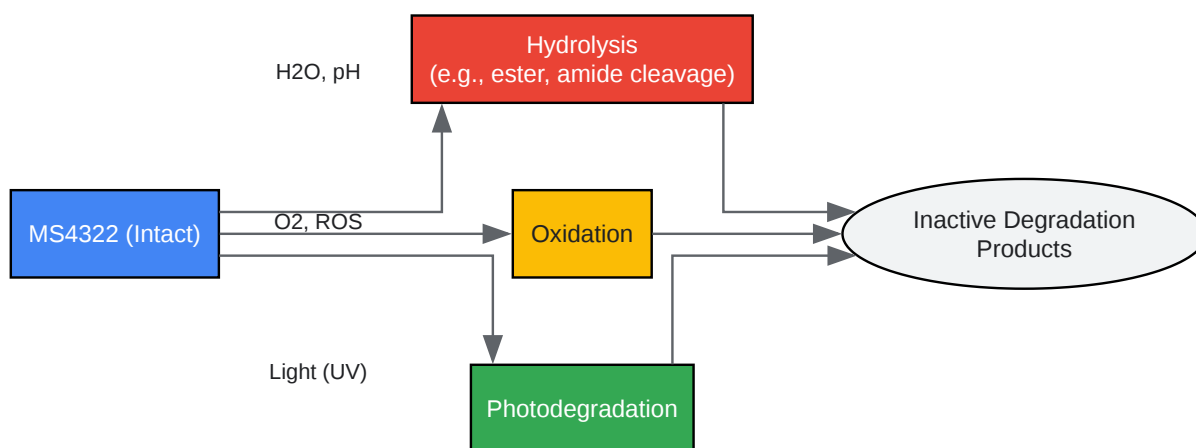 Hydrolysis
(e.g., ester, amide cleavage)
H2O, pH
MS4322 (Intact)
O2, ROS
Oxidation
Inactive Degradation
Products
Light (UV)
Photodegradation